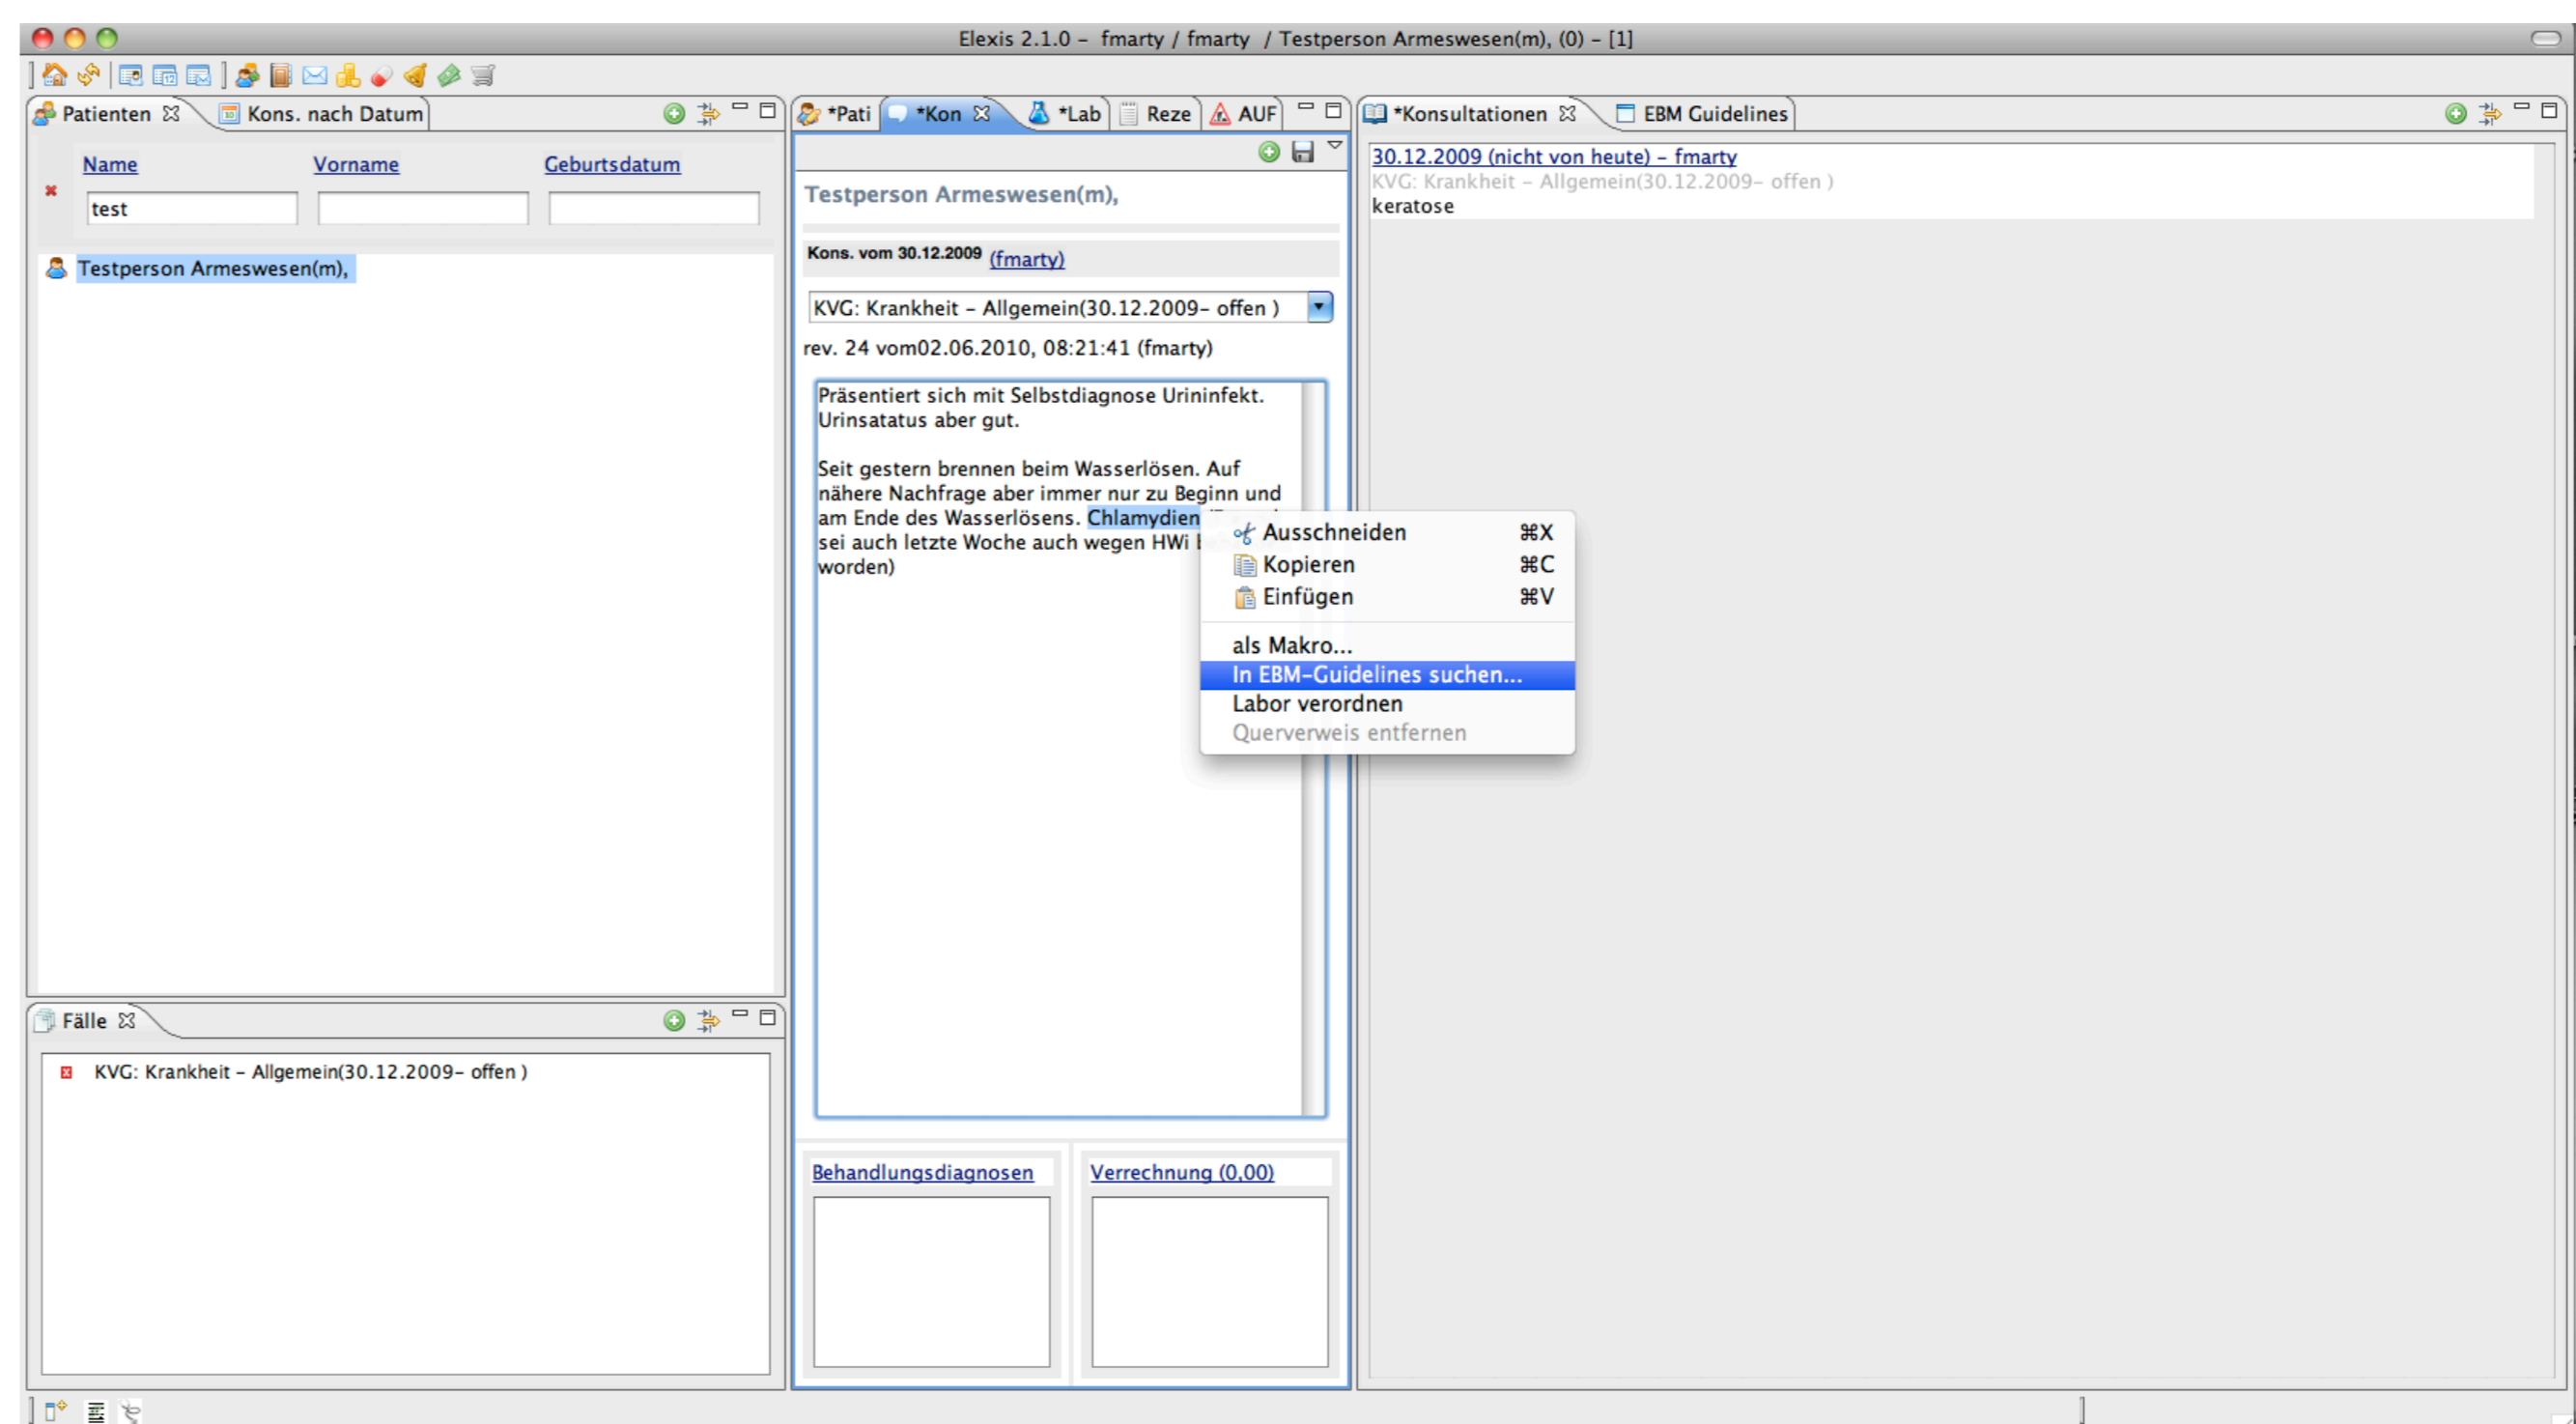 Elexis 2.1.0 – fmarty / fmarty / Testperson Armeswesen(m), (0) – [1]
Patienten
Kons. nach Datum
Name Vorname Geburtsdatum
test
Testperson Armeswesen(m),
Fälle
KVG: Krankheit – Allgemein(30.12.2009– offen )
*Pati *Kon *Lab Reze AUF
Testperson Armeswesen(m),
Kons. vom 30.12.2009 (fmarty)
KVG: Krankheit – Allgemein(30.12.2009– offen )
rev. 24 vom02.06.2010, 08:21:41 (fmarty)
Präsentiert sich mit Selbstdiagnose Urininfekt.
Urinsatatus aber gut.
Seit gestern brennen beim Wasserlösen. Auf
nähere Nachfrage aber immer nur zu Beginn und
am Ende des Wasserlösens. Chlamydien
sei auch letzte Woche auch wegen HWi
worden)
Ausschneiden ⌘X
Kopieren ⌘C
Einfügen ⌘V
als Makro...
In EBM-Guidelines suchen...
Labor verordnen
Querverweis entfernen
Behandlungsdiagnosen
Verrechnung (0,00)
*Konsultationen
EBM Guidelines
30.12.2009 (nicht von heute) – fmarty
KVG: Krankheit – Allgemein(30.12.2009– offen )
keratose